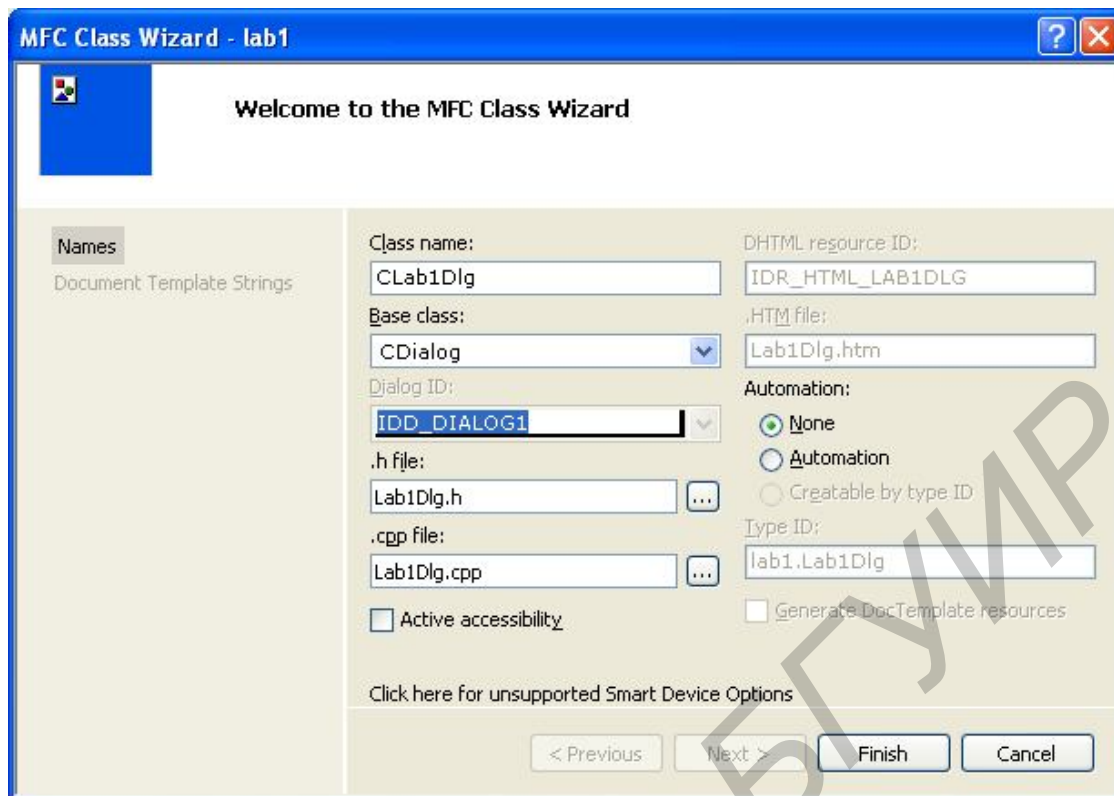 MFC Class Wizard - lab1
Welcome to the MFC Class Wizard
Names
Document Template Strings
Class name:
CLab1Dlg
Base class:
CDialog
Dialog ID:
IDD_DIALOG1
.h file:
Lab1Dlg.h
...
.cpp file:
Lab1Dlg.cpp
...
Active accessibility
DHTML resource ID:
IDR_HTML_LAB1DLG
.HTM file:
Lab1Dlg.htm
Automation:
None
Automation
Creatable by type ID
Type ID:
lab1.Lab1Dlg
Generate DocTemplate resources
Click here for unsupported Smart Device Options
< Previous
Next >
Finish
Cancel
БГУИР